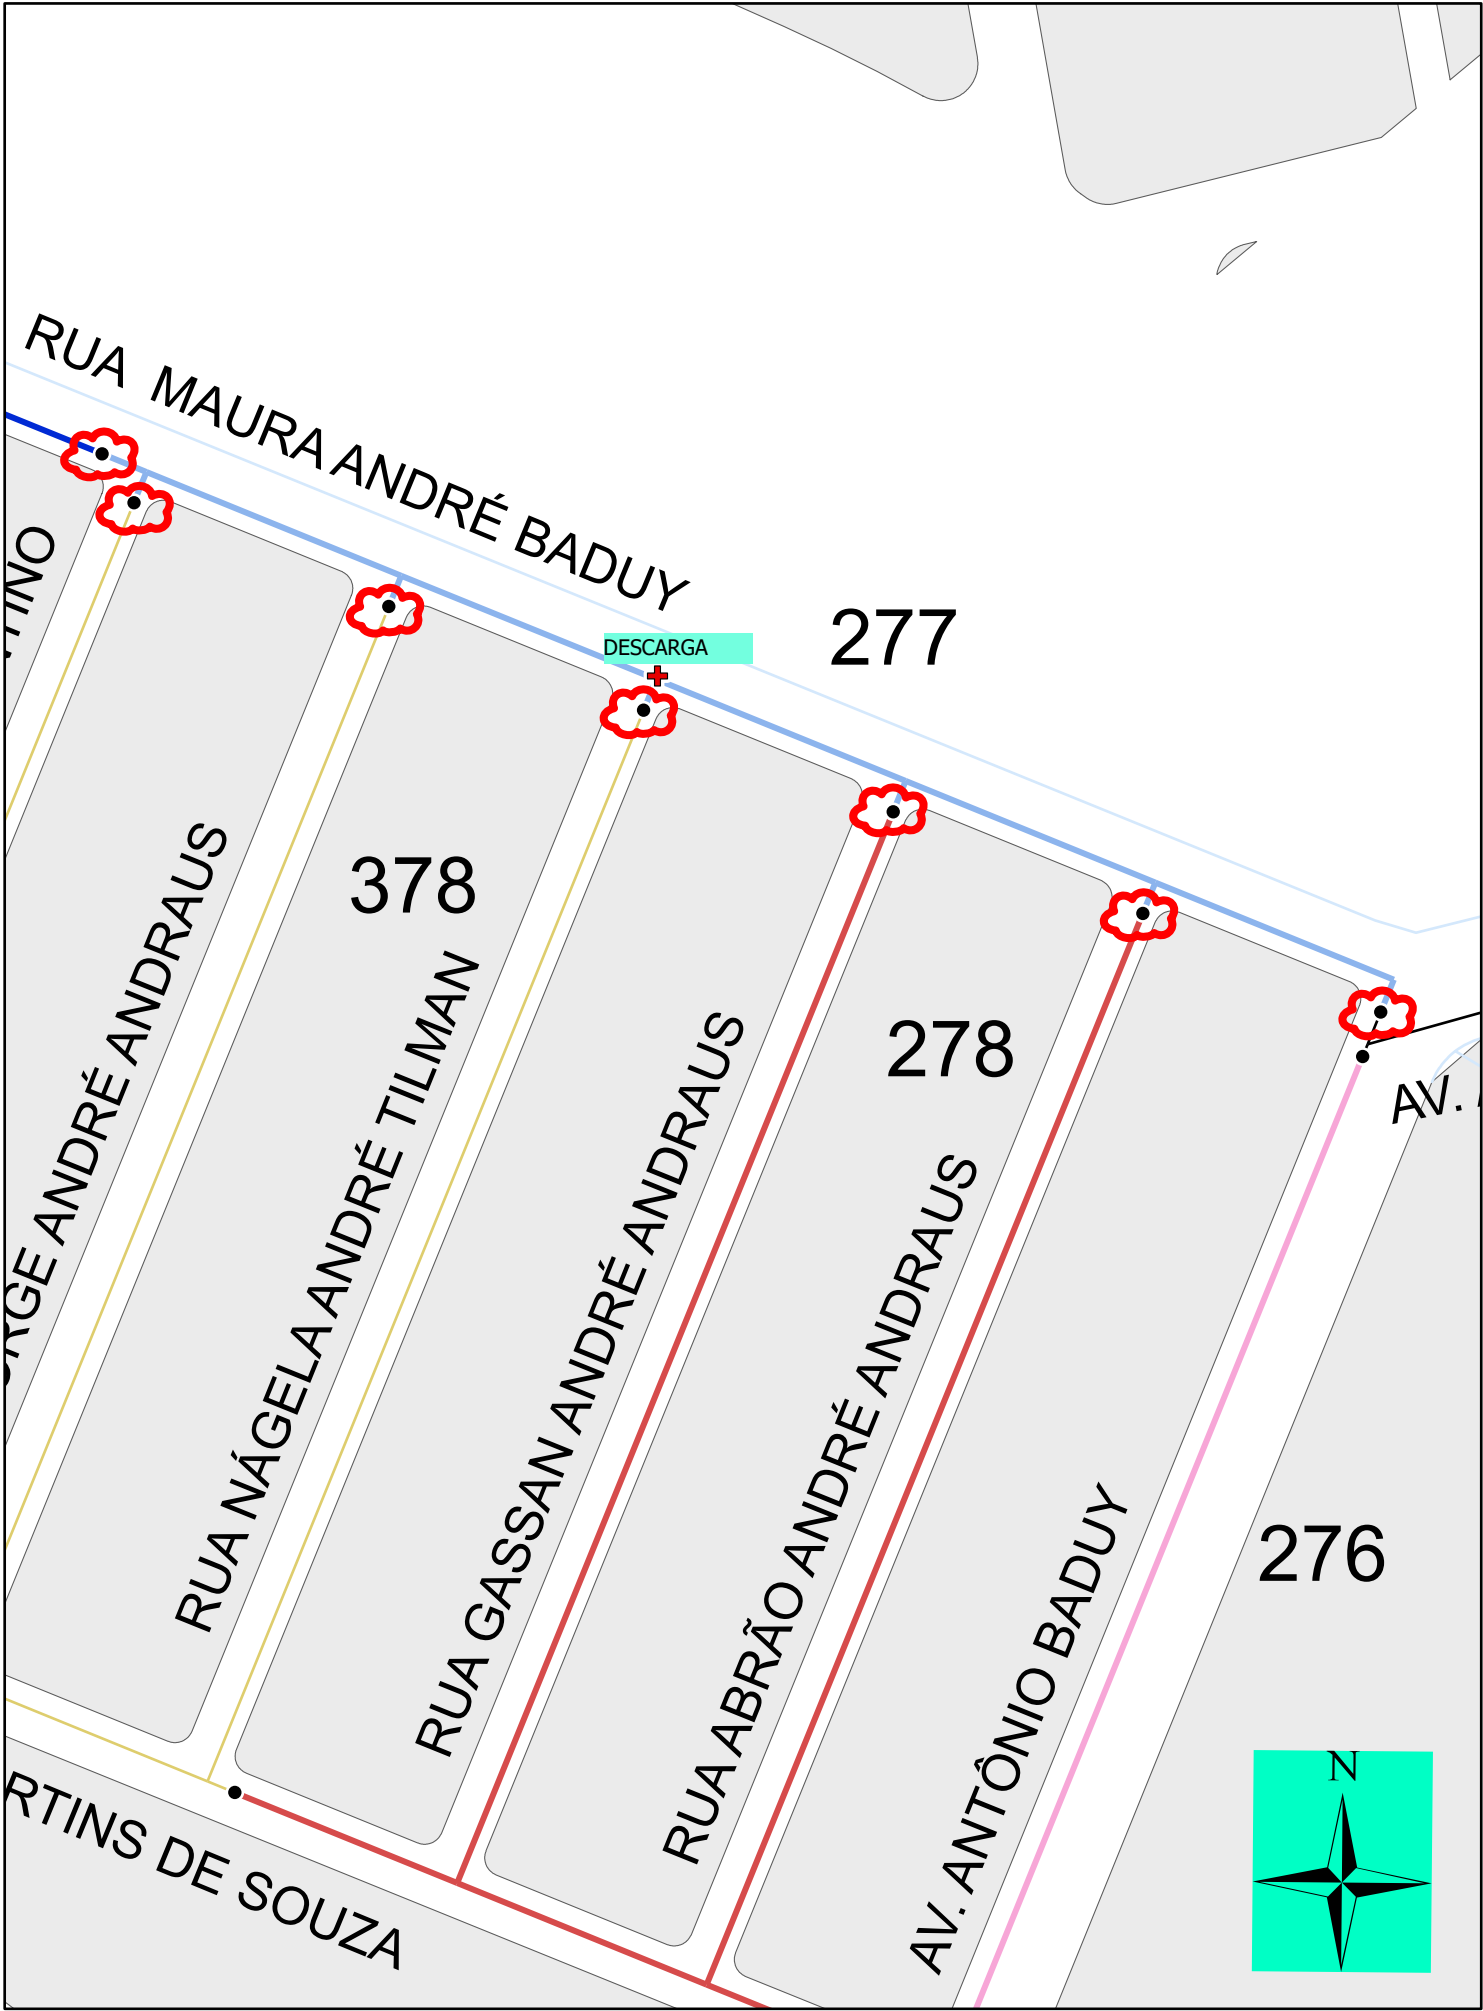 RUA MAURA ANDRÉ BADUY
277
DESCARGA
378
278
276
RUA NÁGELA ANDRÉ TILMAN
RUA GASSAN ANDRÉ ANDRAUS
RUA ABRÃO ANDRÉ ANDRAUS
AV. ANTÔNIO BADUY
ANDRÉ ANDRAUS
AV.
DE SOUZA
N